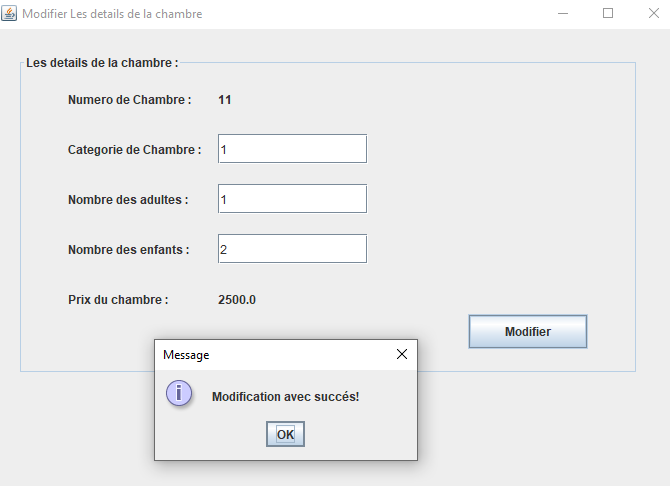 Modifier Les details de la chambre
Les details de la chambre :
Numero de Chambre : 11
Categorie de Chambre : 1
Nombre des adultes : 1
Nombre des enfants : 2
Prix du chambre : 2500.0
Modifier
Message
Modification avec succés!
OK